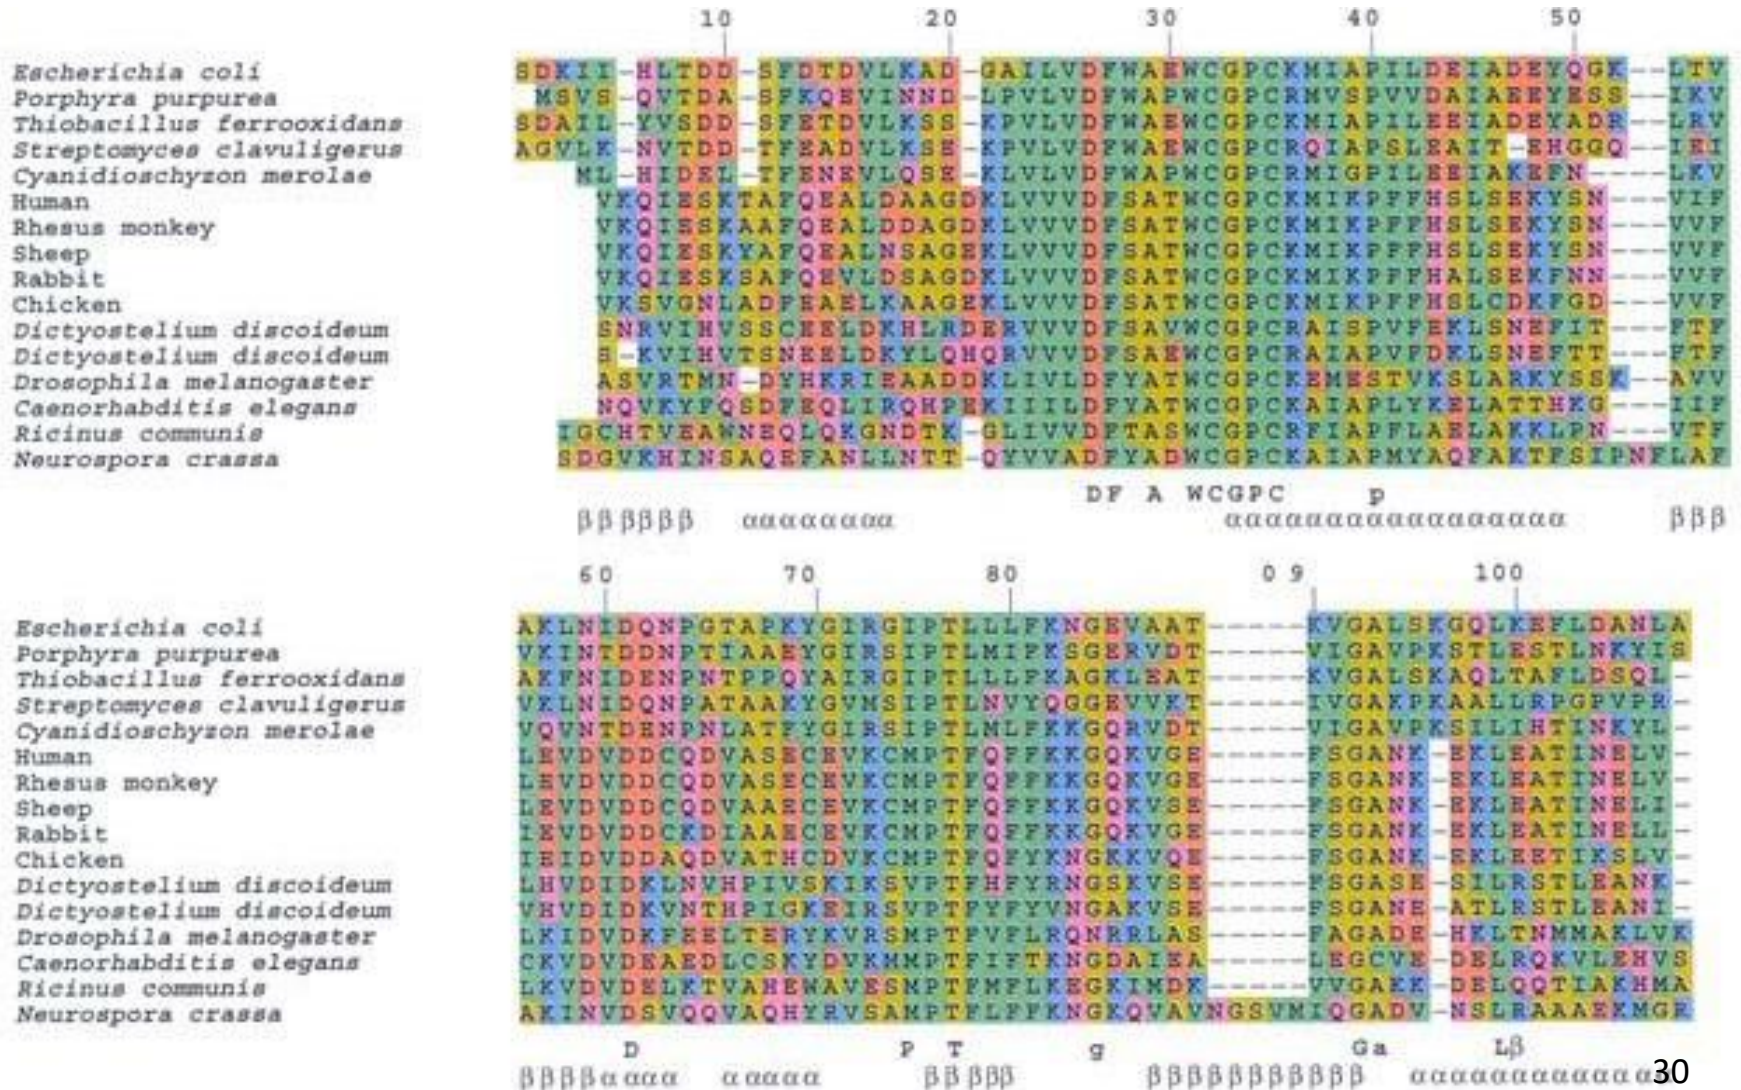 10 20 30 40 50
Escherichia coli SDKII-HLTDD-SFDTDVLKAD-GAILVDFWAEWCGPCKMIAPILDEIADEYQGK--LTV
Porphyra purpurea MSVS-QVTDA-SFKQEVINND-LPVLVDFWAPWCGPCRMVSPVVDAIAEEYESS--IKV
Thiobacillus ferrooxidans SDAIL-YVSDD-SFETDVLKSS-KPVLVDFWAEWCGPCKMIAPILEEIADEYADR--LRV
Streptomyces clavuligerus AGVLK-NVTDD-TFEADVLKSE-KPVLVDFWAEWCGPCRQIAPSLEAIT-EHGGQ--IEI
Cyanidioschyzon merolae ML-HIDEL-TFENEVLQSE-KLVLVDFWAPWCGPCRMIGPILEEIAKEFN----LKV
Human VKQIESKTAFQEALDAAGDKLVVVDFSATWCGPCKMIKPFFHSLSEKYSN---VIF
Rhesus monkey VKQIESKAAFQEALDDAGDKLVVVDFSATWCGPCKMIKPFFHSLSEKYSN---VVF
Sheep VKQIESKYAFQEALNSAGEKLVVVDFSATWCGPCKMIKPFFHSLSEKYSN---VVF
Rabbit VKQIESKSAFQEVLDSAGDKLVVVDFSATWCGPCKMIKPFFHALSEKFNN---VVF
Chicken VKSVGNLADFEAELKAAGEKLVVVDFSATWCGPCKMIKPFFHSLCDKFGD---VVF
Dictyostelium discoideum SNRVIHVSSCEELDKHLRDERVVVDFSAVWCGPCRAISPVFEKLSNEFIT---FTF
Dictyostelium discoideum S-KVIHVTSNEELDKYLQHQRVVVDFSAEWCGPCRAIAPVFDKLSNEFTT---FTF
Drosophila melanogaster ASVRTMN-DYHKRIEAADDKLIVLDFYATWCGPCKEMESTVKSLARKYSSK--AVV
Caenorhabditis elegans NQVKYFQSDFEQLIRQHPEKIIILDFYATWCGPCKAIAPLYKELATTHKG---IIF
Ricinus communis IGCHTVEAWNEQLQKGNDTK-GLIVVDFTASWCGPCRFIAPFLAELAKKLPN---VTF
Neurospora crassa SDGVKHINSAQEFANLLNTT-QYVVADFYADWCGPCKAIAPMYAQFAKTFSIPNFLAF
DF A WCGPC p
ββββββ αααααααα ααααααααααααααααα βββ
60 70 80 0 9 100
Escherichia coli AKLNIDQNPGTAPKYGIRGIPTLLLFKNGEVAAT-----KVGALSKGQLKEFLDANLA
Porphyra purpurea VKINTDDNPTIAAEYGIRSIPTLMIFKSGERVDT-----VIGAVPKSTLESTLNKYIS
Thiobacillus ferrooxidans AKFNIDENPNTPPQYAIRGIPTLLLFKAGKLEAT-----KVGALSKAQLTAFLDSQL-
Streptomyces clavuligerus VKLNIDQNPATAAKYGVMSIPTLNVYQGGEVVKT-----IVGAKPKAALLRPGPVPR-
Cyanidioschyzon merolae VQVNTDENPNLATFYGIRSIPTLMLFKKGQRVDT-----VIGAVPKSILIHTINKYL-
Human LEVDVDDCQDVASECEVKCMPTFQFFKKGQKVGE-----FSGANK-EKLEATINELV-
Rhesus monkey LEVDVDDCQDVASECEVKCMPTFQFFKKGQKVGE-----FSGANK-EKLEATINELV-
Sheep LEVDVDDCQDVAAECEVKCMPTFQFFKKGQKVSE-----FSGANK-EKLEATINELI-
Rabbit IEVDVDDCKDIAAECEVKCMPTFQFFKKGQKVGE-----FSGANK-EKLEATINELL-
Chicken IEIDVDDAQDVATHCDVKCMPTFQFYKNGKKVQE-----FSGANK-EKLEETIKSLV-
Dictyostelium discoideum LHVDIDKLNVHPIVSKIKSVPTFHFYRNGSKVSE-----FSGASE-SILRSTLEANK-
Dictyostelium discoideum VHVDIDKVNTHPIGKEIRSVPTFYFYVNGAKVSE-----FSGANE-ATLRSTLEANI-
Drosophila melanogaster LKIDVDKFEELTERYKVRSMPTFVFLRQNRRLAS-----FAGADE-HKLTNMMAKLVK
Caenorhabditis elegans CKVDVDEAEDLCSKYDVKMMPTFIFTKNGDAIEA-----LEGCVE-DELRQKVLEHVS
Ricinus communis LKVDVDELKTVAHEWAVESMPTFMFLKEGKIMDK-----VVGAKK-DELQQTIAKHMA
Neurospora crassa AKINVDSVQQVAQHYRVSAMPTFLFFKNGKQVAVNGSVMIQGADV-NSLRAAAEKMGR
D P T g Ga Lβ
ββββααααα ααααα βββββ βββββββββββ ααααααααααααα
30